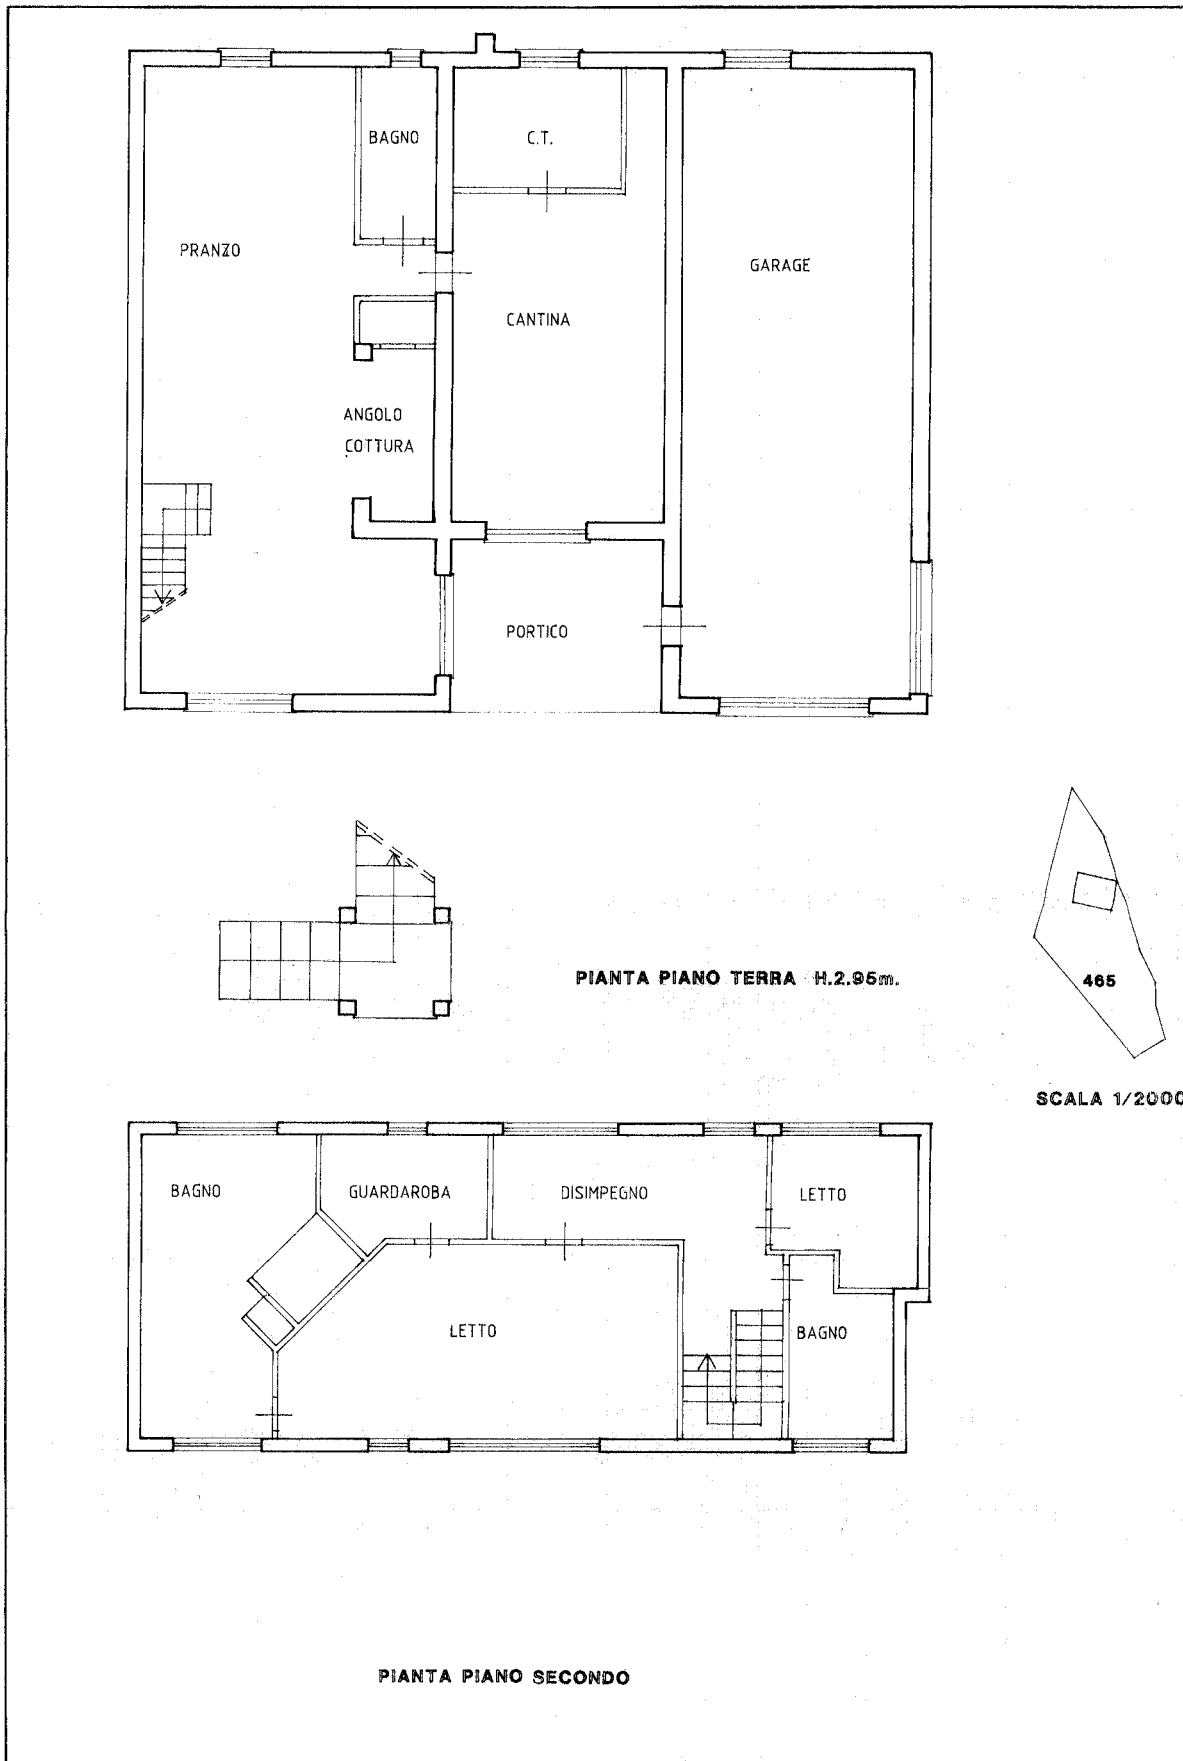 BAGNO
C.T.
PRANZO
GARAGE
CANTINA
ANGOLO
COTTURA
PORTICO
PIANTA PIANO TERRA H.2.95m.
465
SCALA 1/2000
BAGNO
GUARDAROBA
DISIMPEGNO
LETTO
LETTO
BAGNO
PIANTA PIANO SECONDO